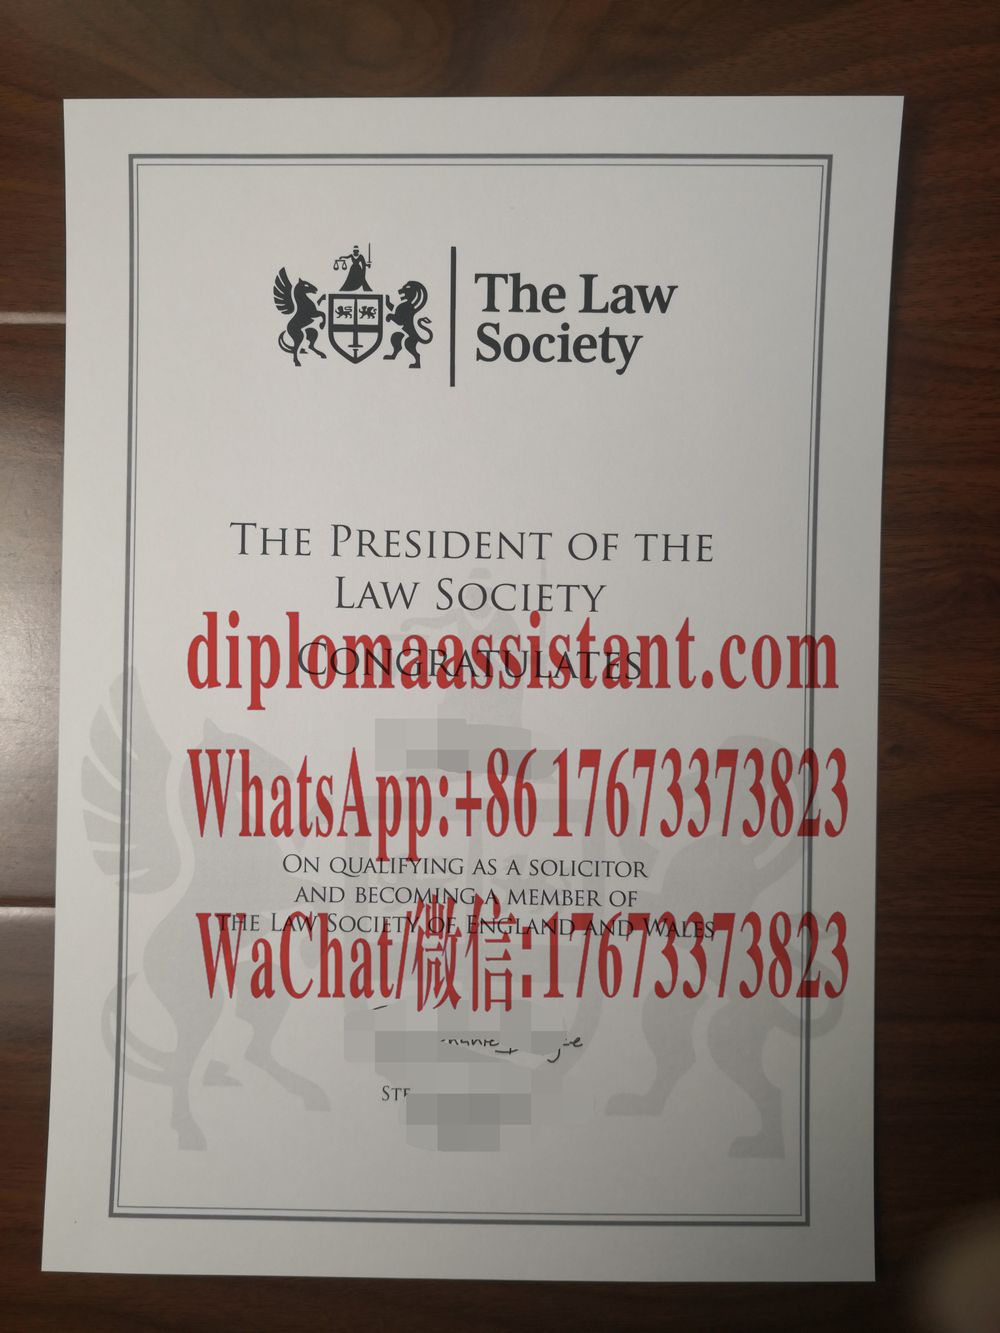 The Law
Society
THE PRESIDENT OF THE
LAW SOCIETY
CONGRATULATES
diplomaassistant.com
WhatsApp:+86 17673373823
ON QUALIFYING AS A SOLICITOR
AND BECOMING A MEMBER OF
THE LAW SOCIETY OF ENGLAND AND WALES
WaChat/微信:17673373823